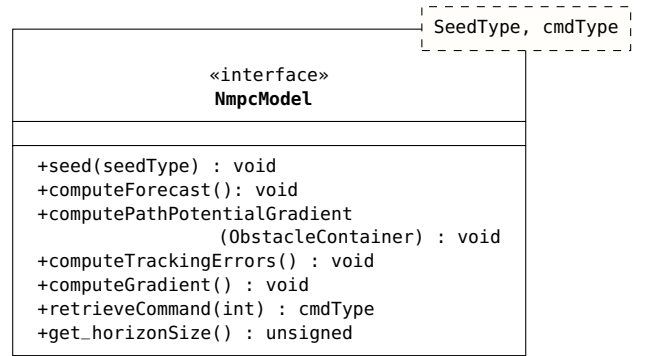 SeedType, cmdType
«interface»
NmpcModel
+seed(seedType) : void
+computeForecast(): void
+computePathPotentialGradient
(ObstacleContainer) : void
+computeTrackingErrors() : void
+computeGradient() : void
+retrieveCommand(int) : cmdType
+get_horizonSize() : unsigned